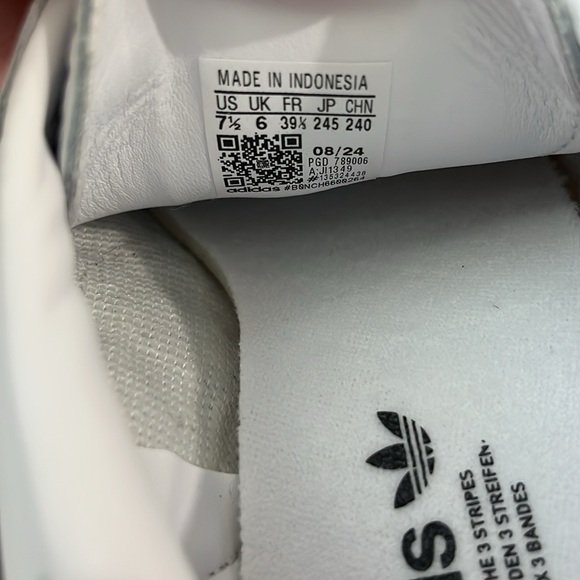 MADE IN INDONESIA
US UK FR JP CHN
7½ 6 39⅓ 245 240
08/24
PGD 789006
A:JI1349
adidas #B0NCH6600264
THE 3 STRIPES
DEN 3 STREIFEN.
3 BANDES